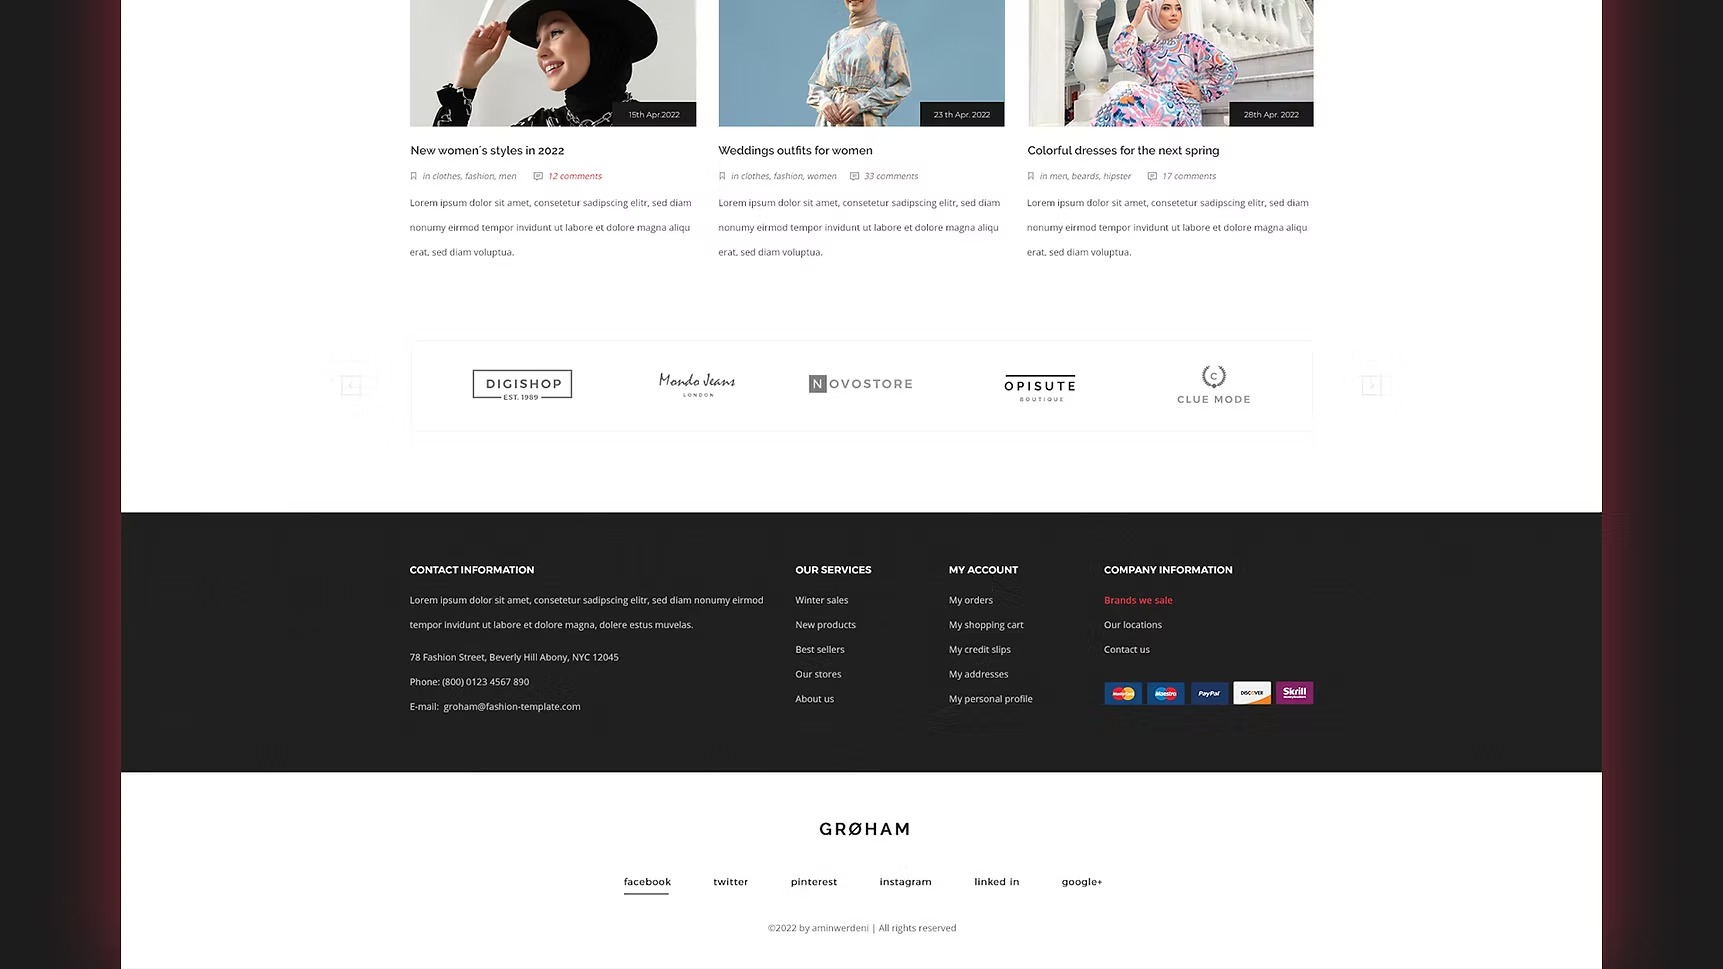 15th Apr.2022
23 th Apr. 2022
28th Apr. 2022
New women´s styles in 2022
Weddings outfits for women
Colorful dresses for the next spring
in clothes, fashion, men 12 comments
in clothes, fashion, women 33 comments
in men, beards, hipster 17 comments
Lorem ipsum dolor sit amet, consetetur sadipscing elitr, sed diam
nonumy eirmod tempor invidunt ut labore et dolore magna aliqu
erat, sed diam voluptua.
Lorem ipsum dolor sit amet, consetetur sadipscing elitr, sed diam
nonumy eirmod tempor invidunt ut labore et dolore magna aliqu
erat, sed diam voluptua.
Lorem ipsum dolor sit amet, consetetur sadipscing elitr, sed diam
nonumy eirmod tempor invidunt ut labore et dolore magna aliqu
erat, sed diam voluptua.
DIGISHOP
EST. 1989
Mondo Jeans
LONDON
NOVOSTORE
OPISUTE
BOUTIQUE
C
CLUE MODE
CONTACT INFORMATION
Lorem ipsum dolor sit amet, consetetur sadipscing elitr, sed diam nonumy eirmod
tempor invidunt ut labore et dolore magna, dolere estus muvelas.
78 Fashion Street, Beverly Hill Abony, NYC 12045
Phone: (800) 0123 4567 890
E-mail: groham@fashion-template.com
OUR SERVICES
Winter sales
New products
Best sellers
Our stores
About us
MY ACCOUNT
My orders
My shopping cart
My credit slips
My addresses
My personal profile
COMPANY INFORMATION
Brands we sale
Our locations
Contact us
MasterCard
Maestro
PayPal
DISCOVER
Skrill
moneybookers
GRØHAM
facebook twitter pinterest instagram linked in google+
©2022 by aminwerdeni | All rights reserved